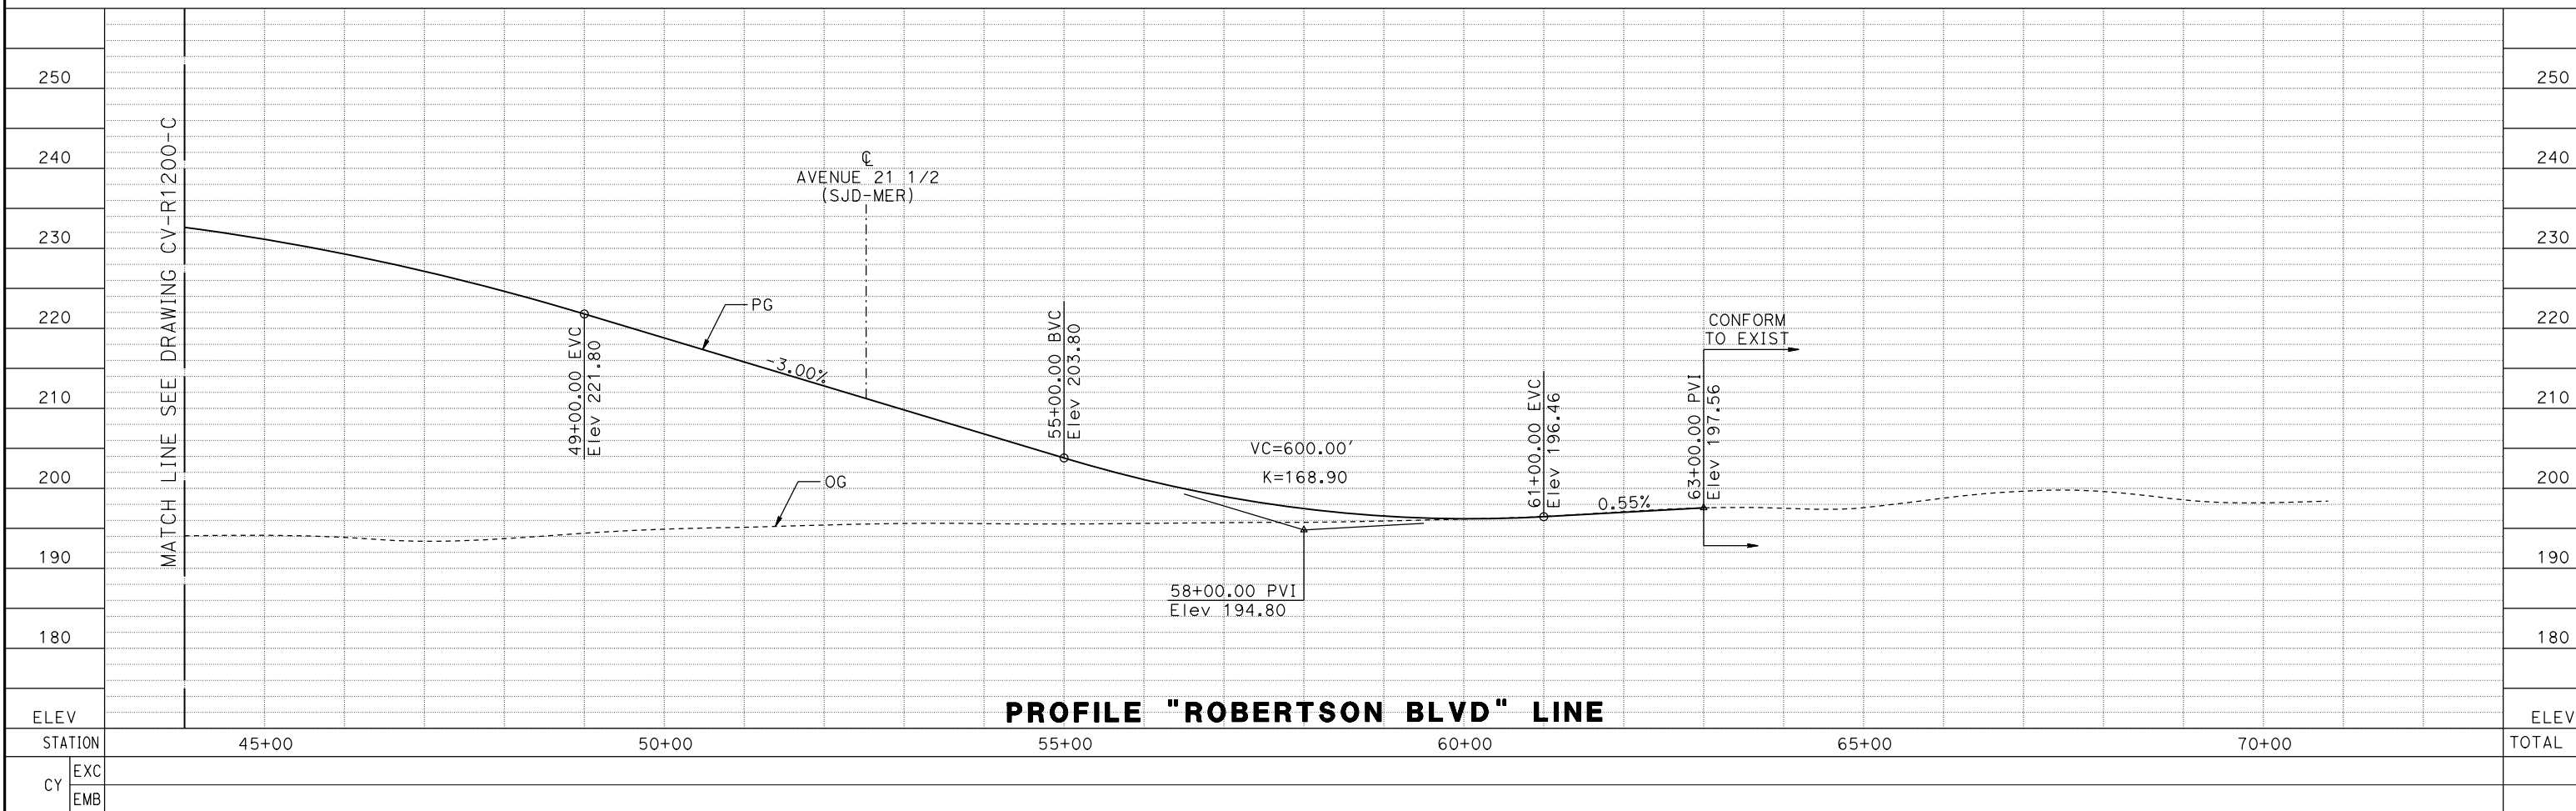 250
240
230
220
210
200
190
180
ELEV
STATION
CY
EXC
EMB
MATCH LINE SEE DRAWING CV-R1200-C
℄
AVENUE 21 1/2
(SJD-MER)
PG
-3.00%
49+00.00 EVC
Elev 221.80
OG
55+00.00 BVC
Elev 203.80
VC=600.00′
K=168.90
58+00.00 PVI
Elev 194.80
61+00.00 EVC
Elev 196.46
0.55%
63+00.00 PVI
Elev 197.56
CONFORM
TO EXIST
PROFILE "ROBERTSON BLVD" LINE
45+00
50+00
55+00
60+00
65+00
70+00
250
240
230
220
210
200
190
180
ELEV
TOTAL